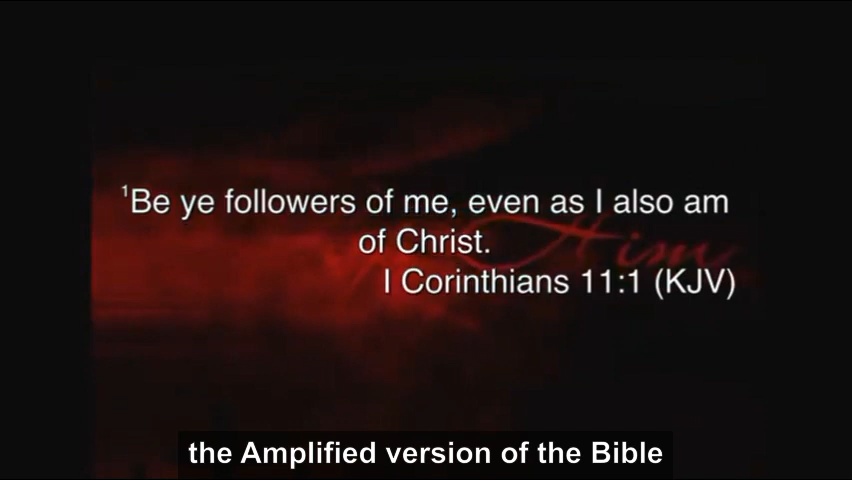 ¹Be ye followers of me, even as I also am
of Christ.
Him
I Corinthians 11:1 (KJV)
the Amplified version of the Bible